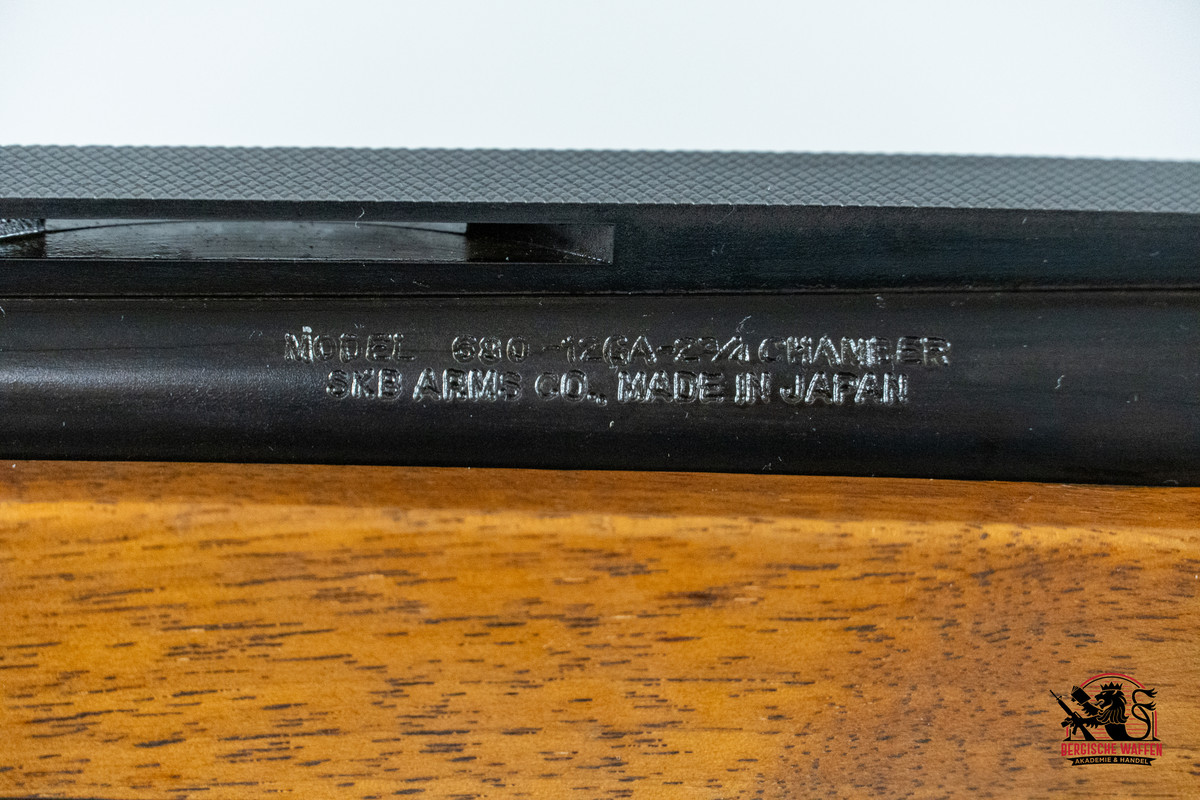 MODEL 680-12GA-2¾ CHAMBER
SKB ARMS CO., MADE IN JAPAN
BERGISCHE WAFFEN
AKADEMIE & HANDEL